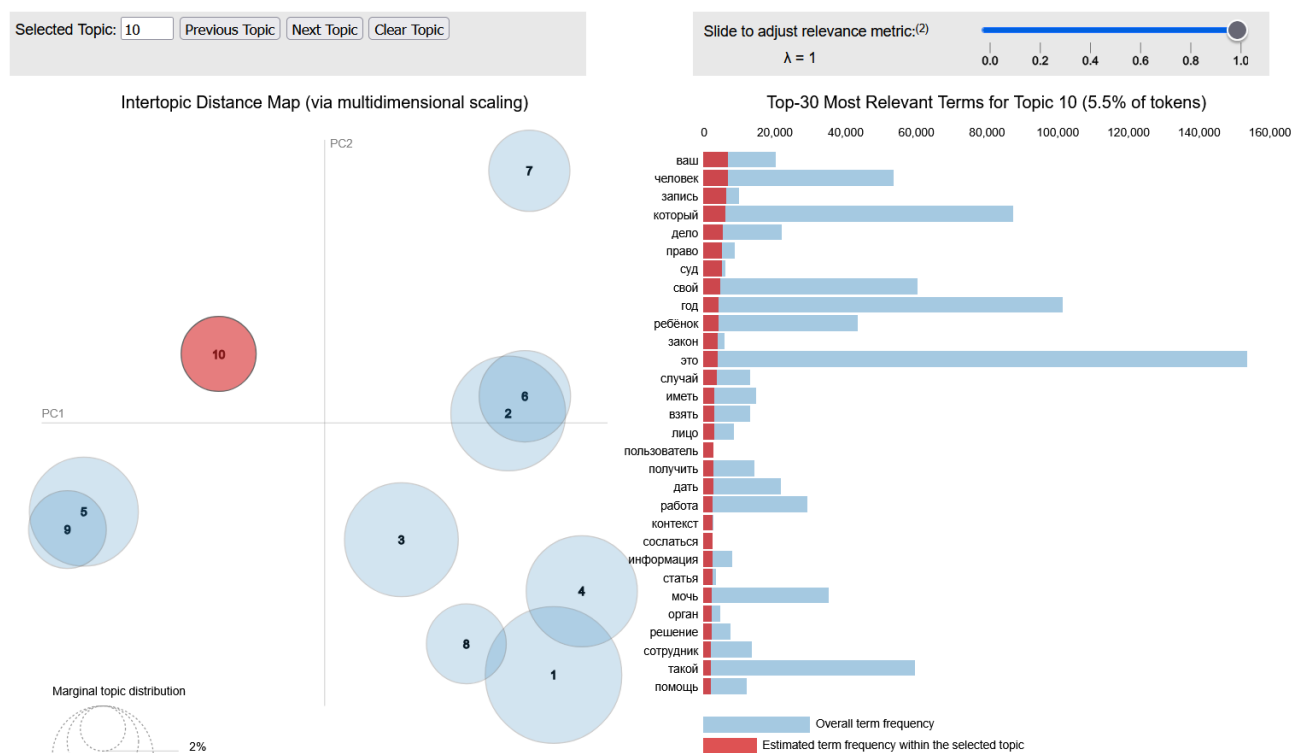 Selected Topic: 10 Previous Topic Next Topic Clear Topic
Slide to adjust relevance metric:(2)
λ = 1
0.0 0.2 0.4 0.6 0.8 1.0
Intertopic Distance Map (via multidimensional scaling)
PC2
PC1
7
10
6
2
5
9
3
4
8
1
Marginal topic distribution
2%
Top-30 Most Relevant Terms for Topic 10 (5.5% of tokens)
0 20,000 40,000 60,000 80,000 100,000 120,000 140,000 160,000
ваш
человек
запись
который
дело
право
суд
свой
год
ребёнок
закон
это
случай
иметь
взять
лицо
пользователь
получить
дать
работа
контекст
сослаться
информация
статья
мочь
орган
решение
сотрудник
такой
помощь
Overall term frequency
Estimated term frequency within the selected topic